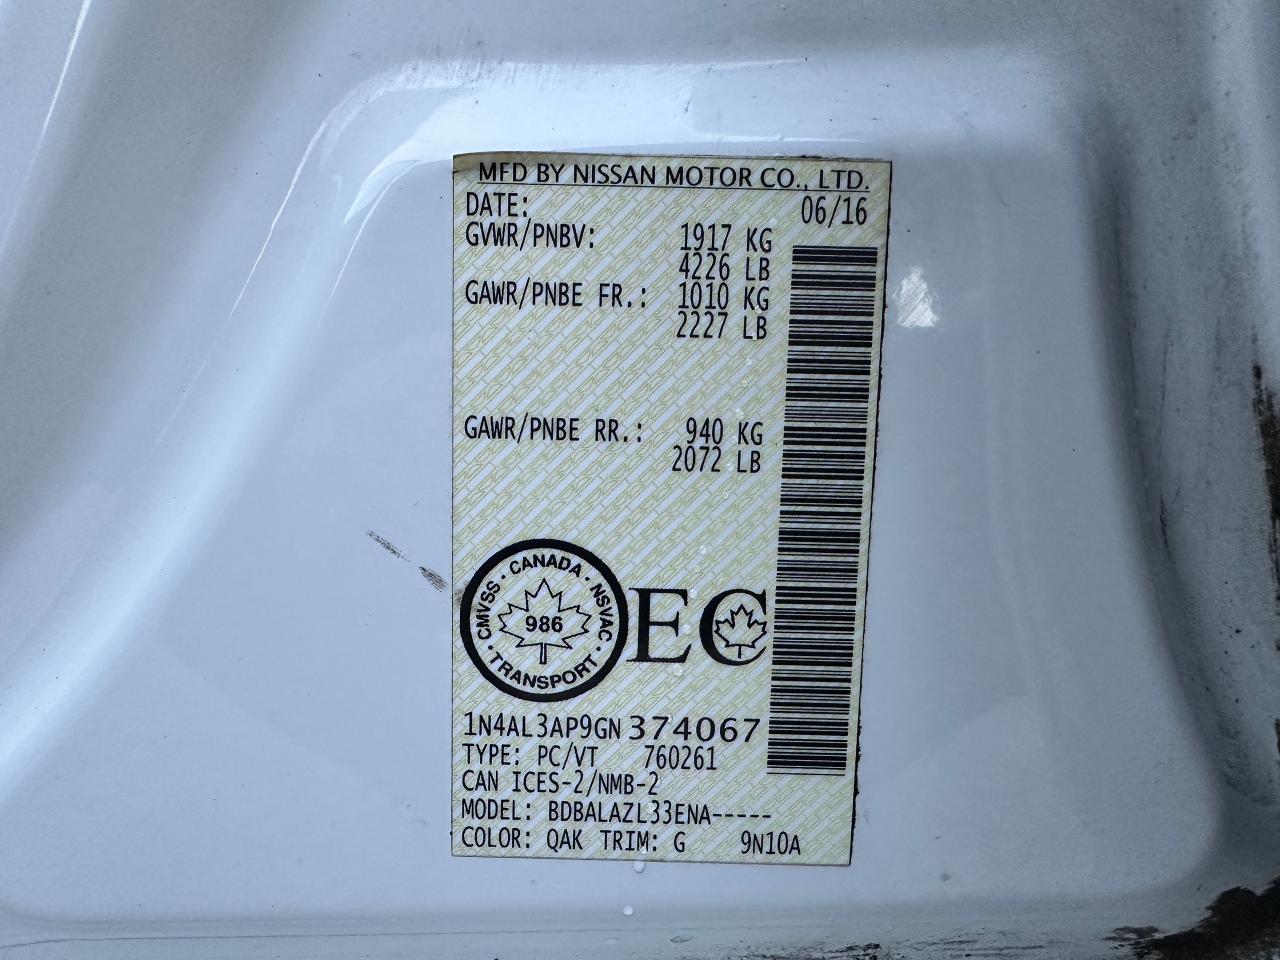 MFD BY NISSAN MOTOR CO., LTD.
DATE: 06/16
GVWR/PNBV: 1917 KG
4226 LB
GAWR/PNBE FR.: 1010 KG
2227 LB
GAWR/PNBE RR.: 940 KG
2072 LB
CMVSS · CANADA · NSVAC · TRANSPORT ·
986
EC
1N4AL3AP9GN374067
TYPE: PC/VT 760261
CAN ICES-2/NMB-2
MODEL: BDBALAZL33ENA-----
COLOR: QAK TRIM: G 9N10A